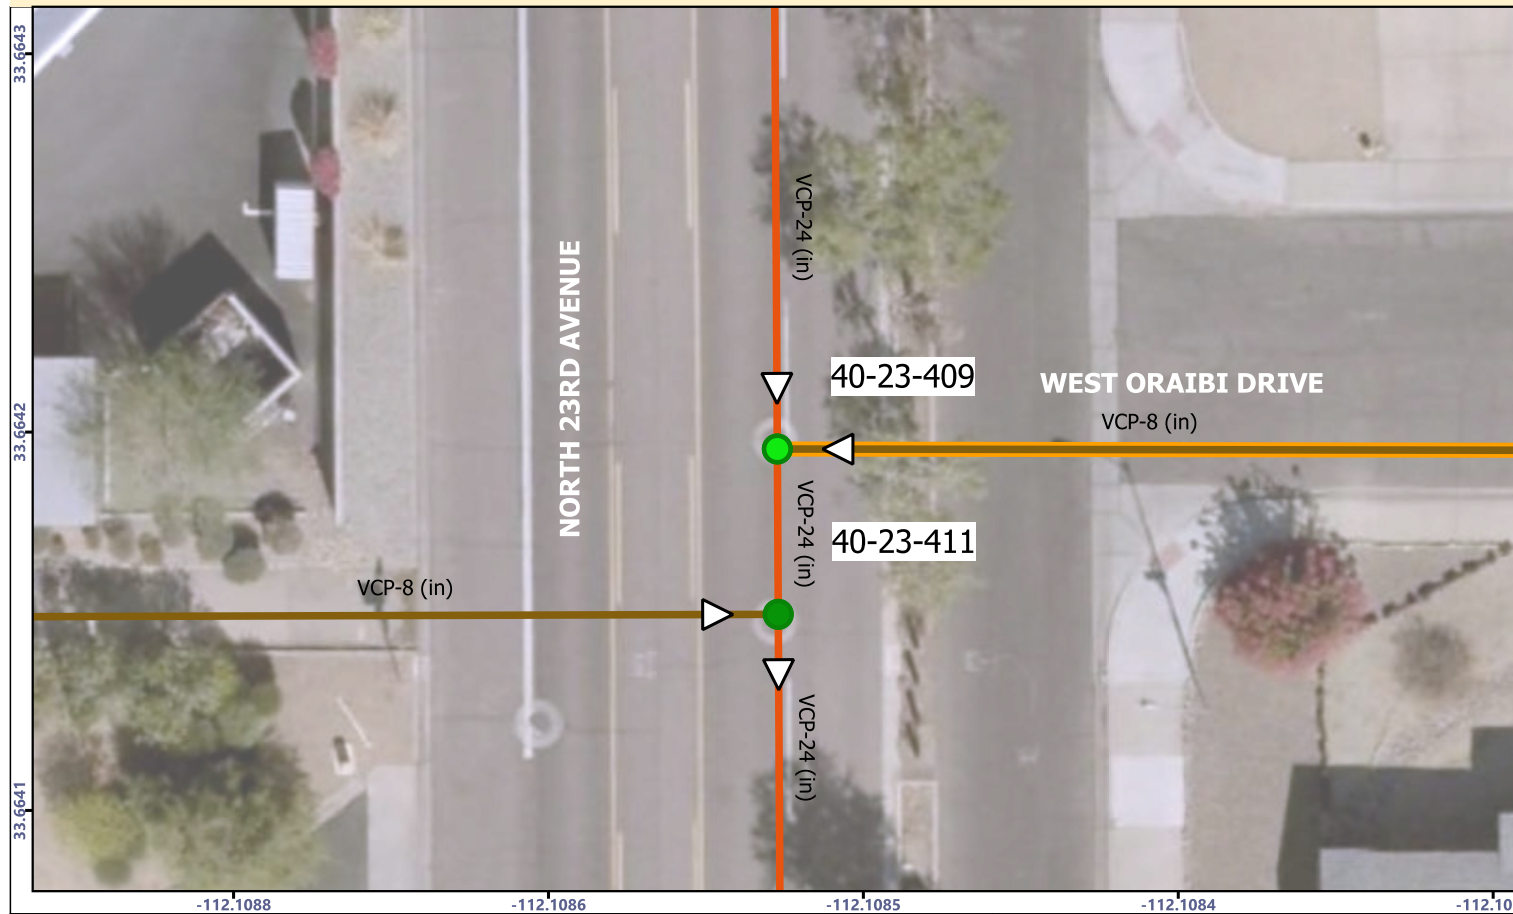 33.6643
VCP-24 (in)
NORTH 23RD AVENUE
40-23-409
WEST ORAIBI DRIVE
VCP-8 (in)
33.6642
VCP-24 (in)
40-23-411
VCP-8 (in)
VCP-24 (in)
33.6641
-112.1088
-112.1086
-112.1085
-112.1084
-112.10